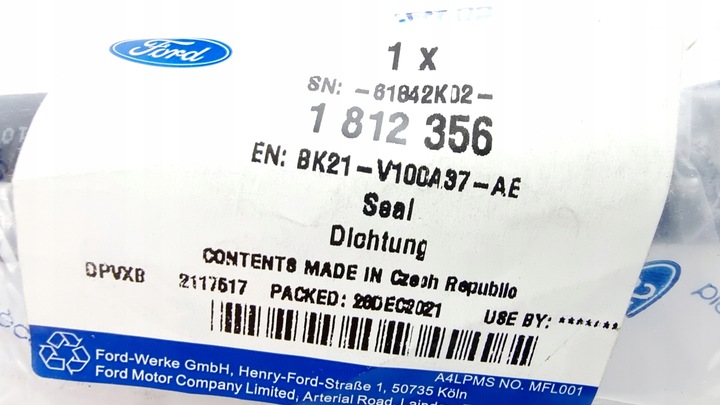 Ford
1 X
SN: -61842K02-
1 812 356
EN: BK21-V100A37-AE
Seal
Dichtung
CONTENTS MADE IN Czech Republic
DPVXB 2117517 PACKED: 26DEC2021 USE BY: *******
A4LPMS NO. MFL001
Ford-Werke GmbH, Henry-Ford-Straße 1, 50735 Köln
Ford Motor Company Limited, Arterial Road,